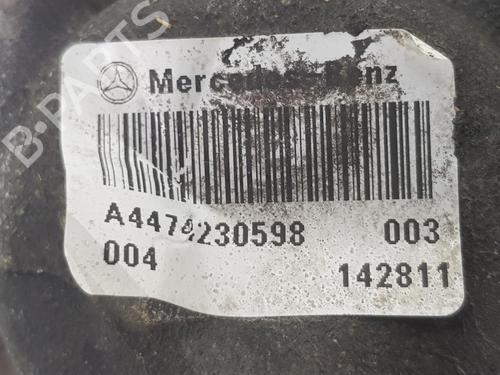 B-PARTS
Mercedes-Benz
A4474230598 003
004 142811